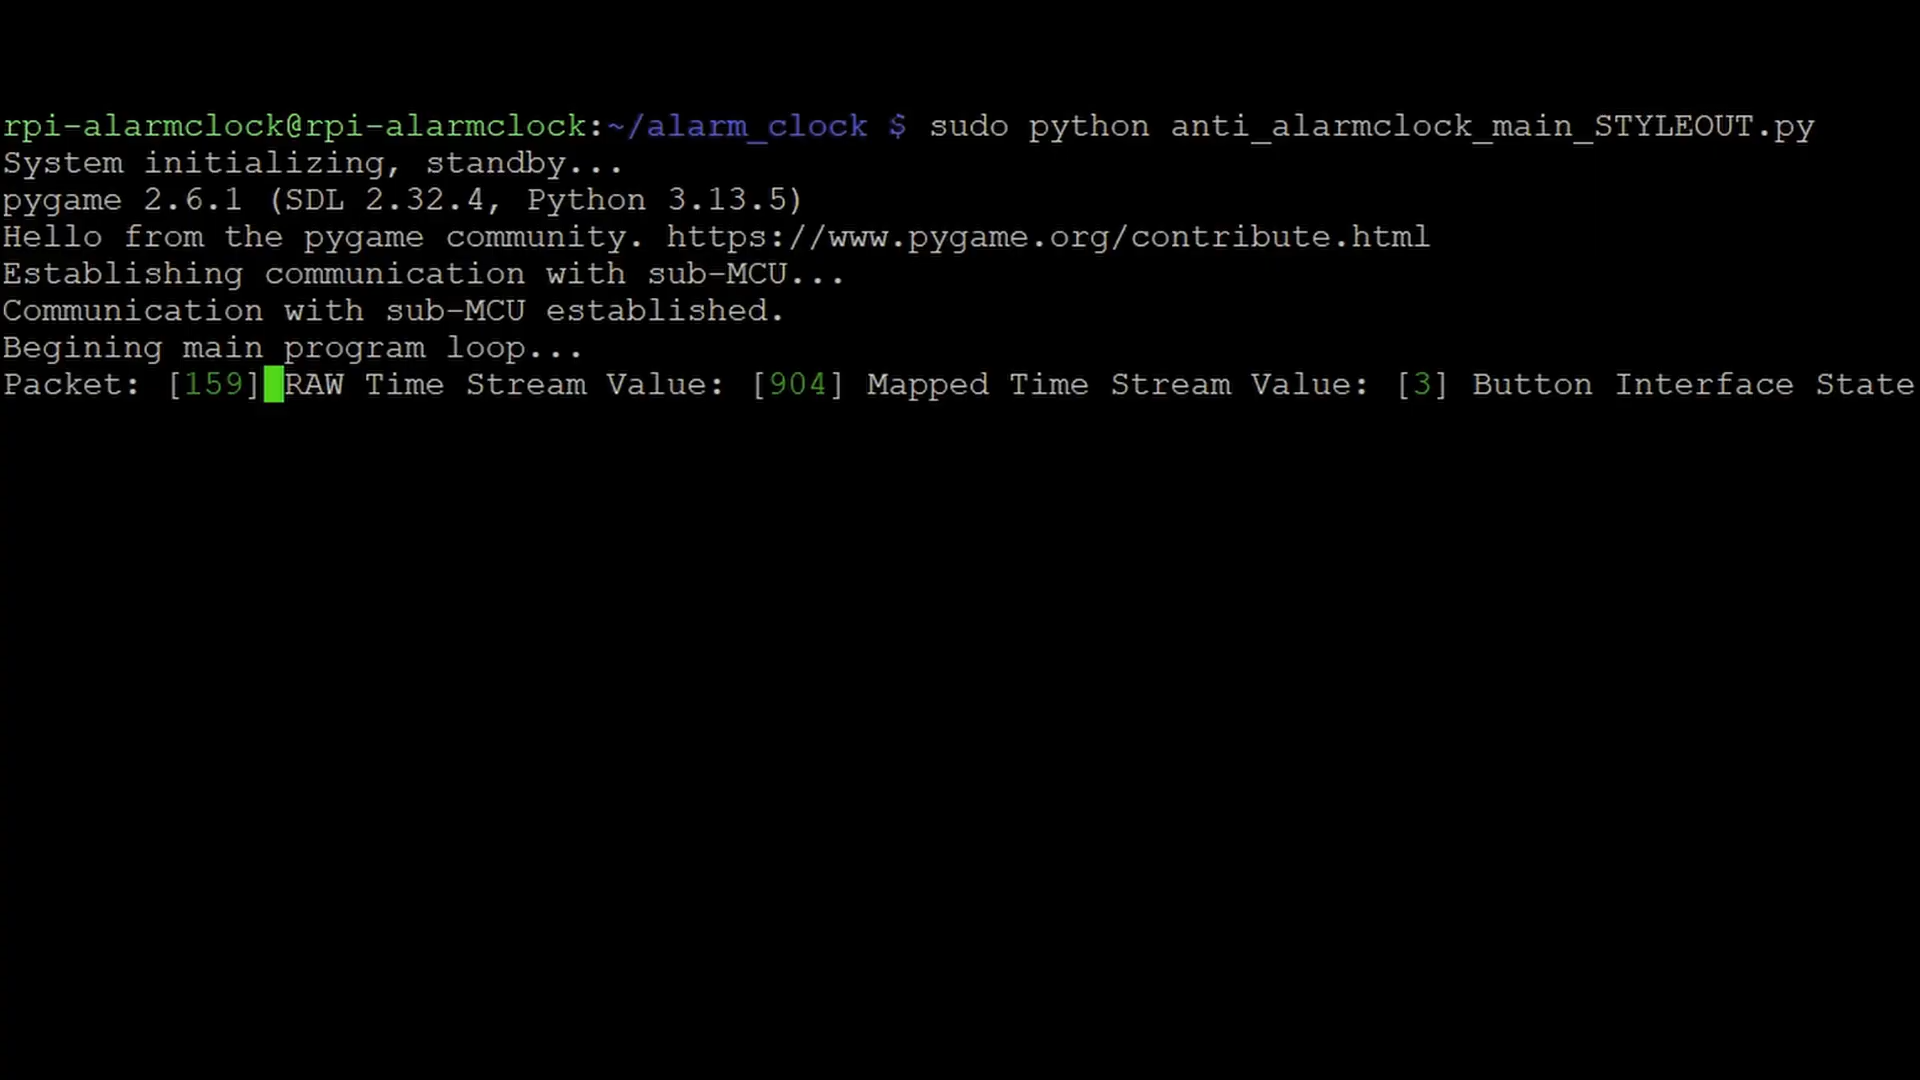 rpi-alarmclock@rpi-alarmclock:~/alarm_clock $ sudo python anti_alarmclock_main_STYLEOUT.py
System initializing, standby...
pygame 2.6.1 (SDL 2.32.4, Python 3.13.5)
Hello from the pygame community. https://www.pygame.org/contribute.html
Establishing communication with sub-MCU...
Communication with sub-MCU established.
Begining main program loop...
Packet: [159] RAW Time Stream Value: [904] Mapped Time Stream Value: [3] Button Interface State